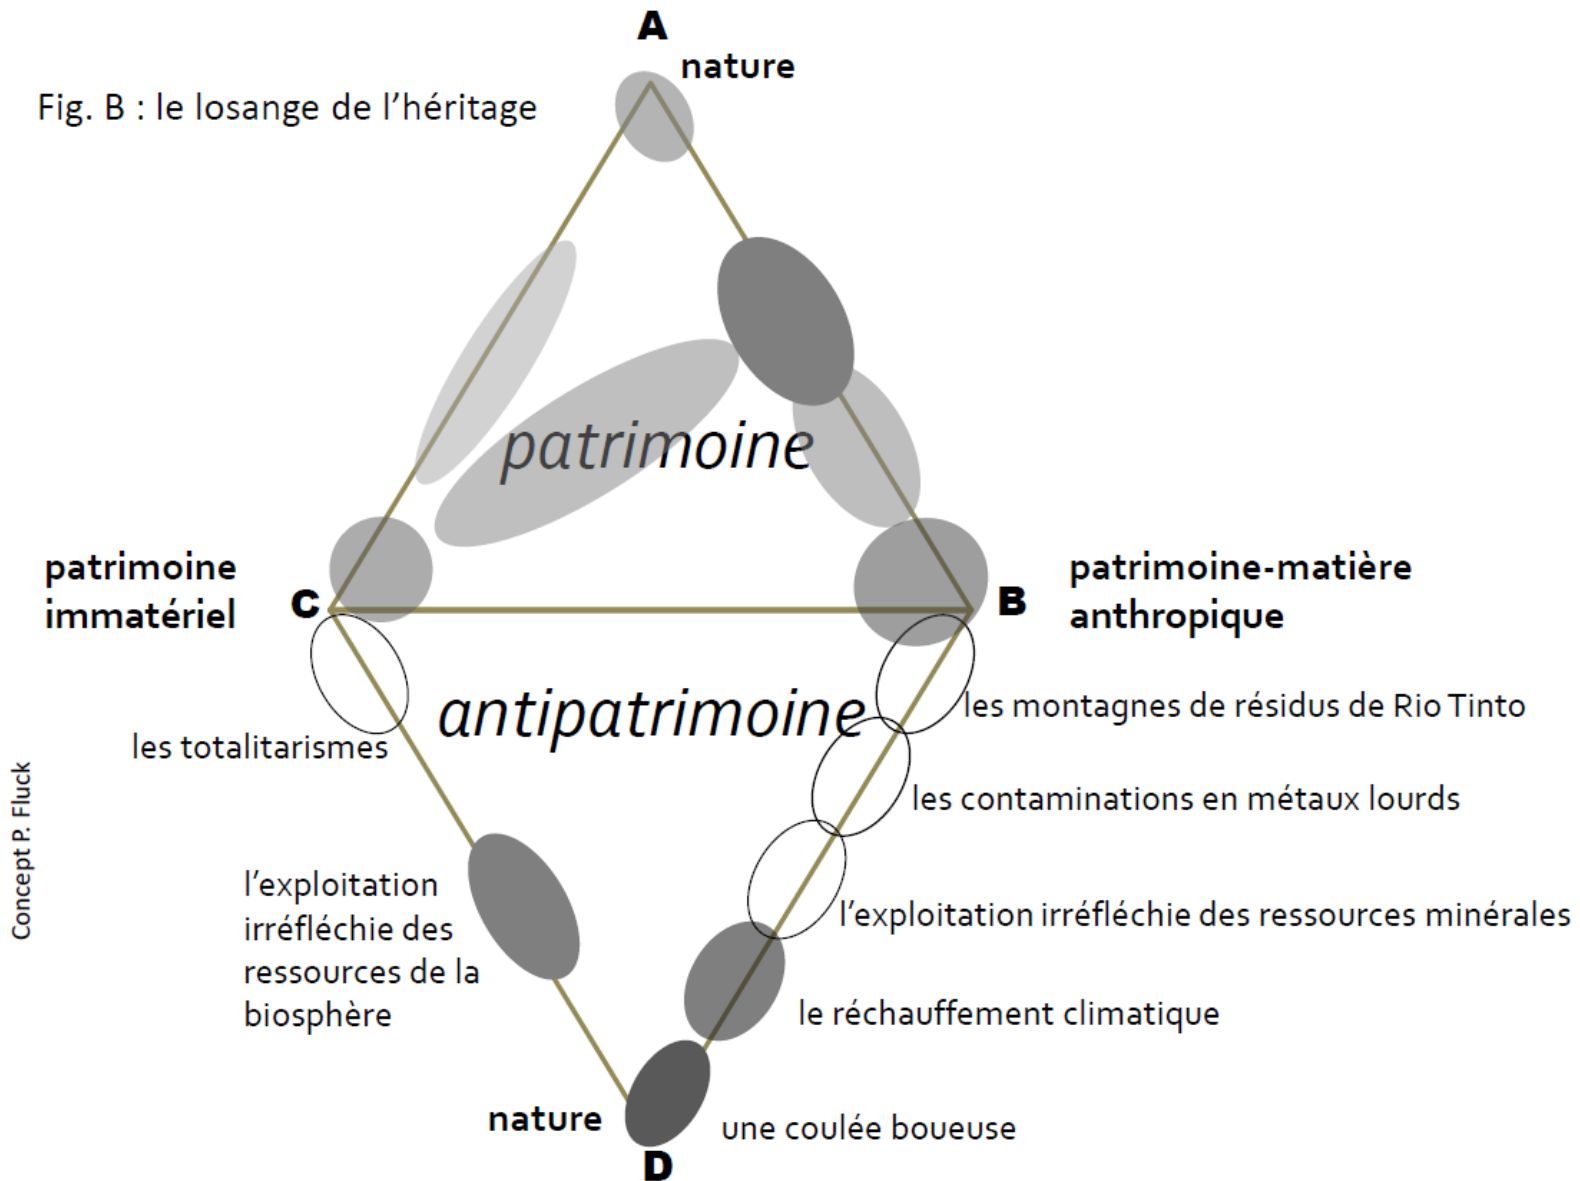 A
nature
Fig. B : le losange de l'héritage
patrimoine
patrimoine
immatériel
C
B
patrimoine-matière
anthropique
antipatrimoine
les montagnes de résidus de Rio Tinto
les totalitarismes
les contaminations en métaux lourds
Concept P. Fluck
l'exploitation
irréfléchie des
ressources de la
biosphère
l'exploitation irréfléchie des ressources minérales
le réchauffement climatique
nature
une coulée boueuse
D